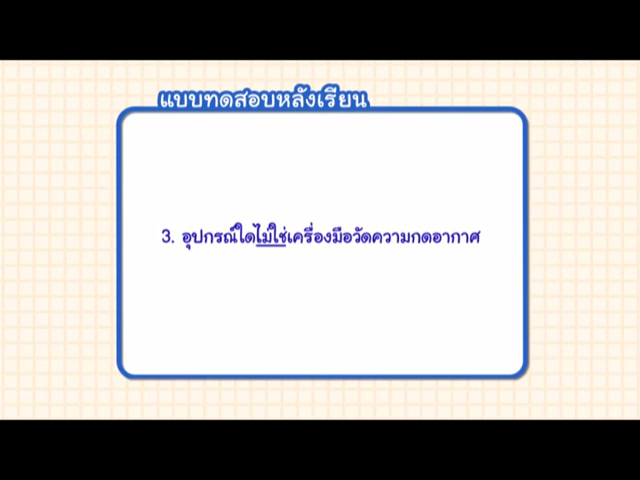 แบบทดสอบหลังเรียน
3. อุปกรณ์ใดไม่ใช่เครื่องมือวัดความกดอากาศ